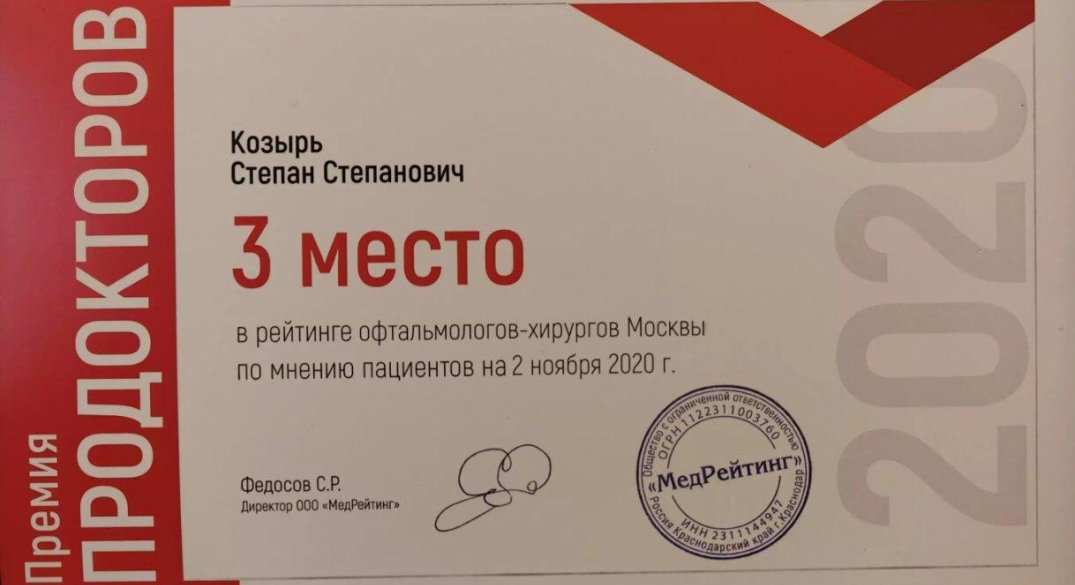 Премия
ПРОДОКТОРОВ
2020
Козырь
Степан Степанович
3 место
в рейтинге офтальмологов-хирургов Москвы
по мнению пациентов на 2 ноября 2020 г.
Федосов С.Р.
Директор ООО «МедРейтинг»
Общество с ограниченной ответственностью
ОГРН 1122311003760
«МедРейтинг»
ИНН 2311144947
Россия Краснодарский край г.Краснодар